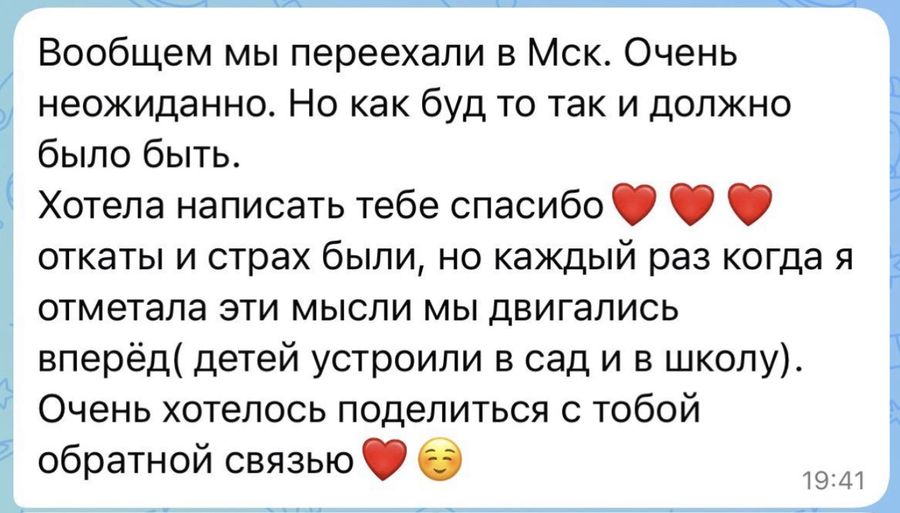 Вообщем мы переехали в Мск. Очень
неожиданно. Но как буд то так и должно
было быть.
Хотела написать тебе спасибо❤️❤️❤️
откаты и страх были, но каждый раз когда я
отметала эти мысли мы двигались
вперёд( детей устроили в сад и в школу).
Очень хотелось поделиться с тобой
обратной связью❤️☺️
19:41